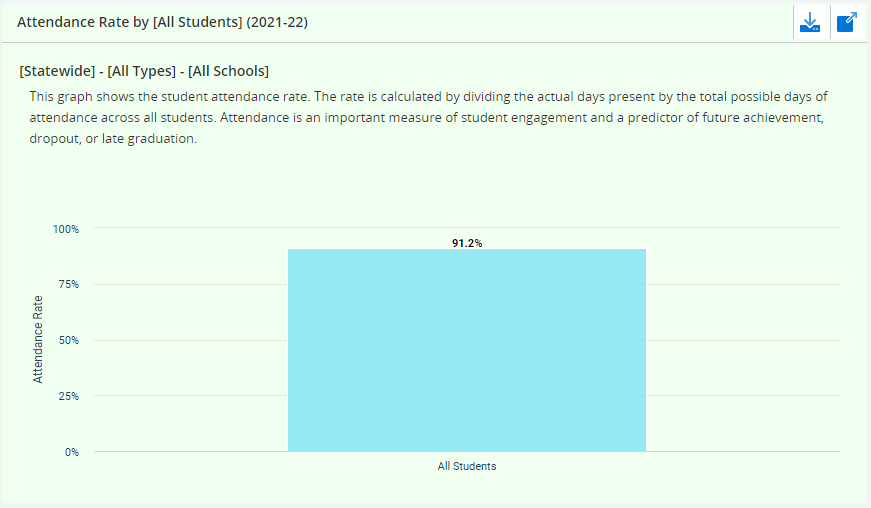 Attendance Rate by [All Students] (2021-22)
[Statewide] - [All Types] - [All Schools]
This graph shows the student attendance rate. The rate is calculated by dividing the actual days present by the total possible days of
attendance across all students. Attendance is an important measure of student engagement and a predictor of future achievement,
dropout, or late graduation.
100%
91.2%
75%
Attendance Rate
50%
25%
0%
All Students